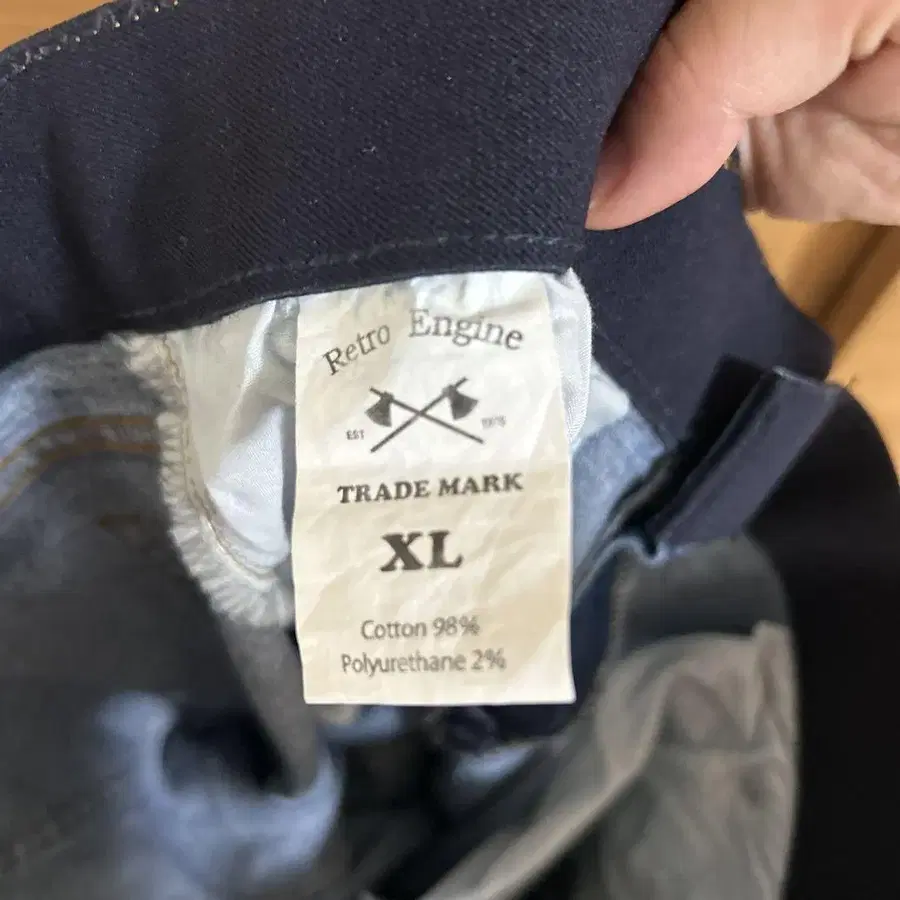 Retro Engine
EST 1978
TRADE MARK
XL
Cotton 98%
Polyurethane 2%